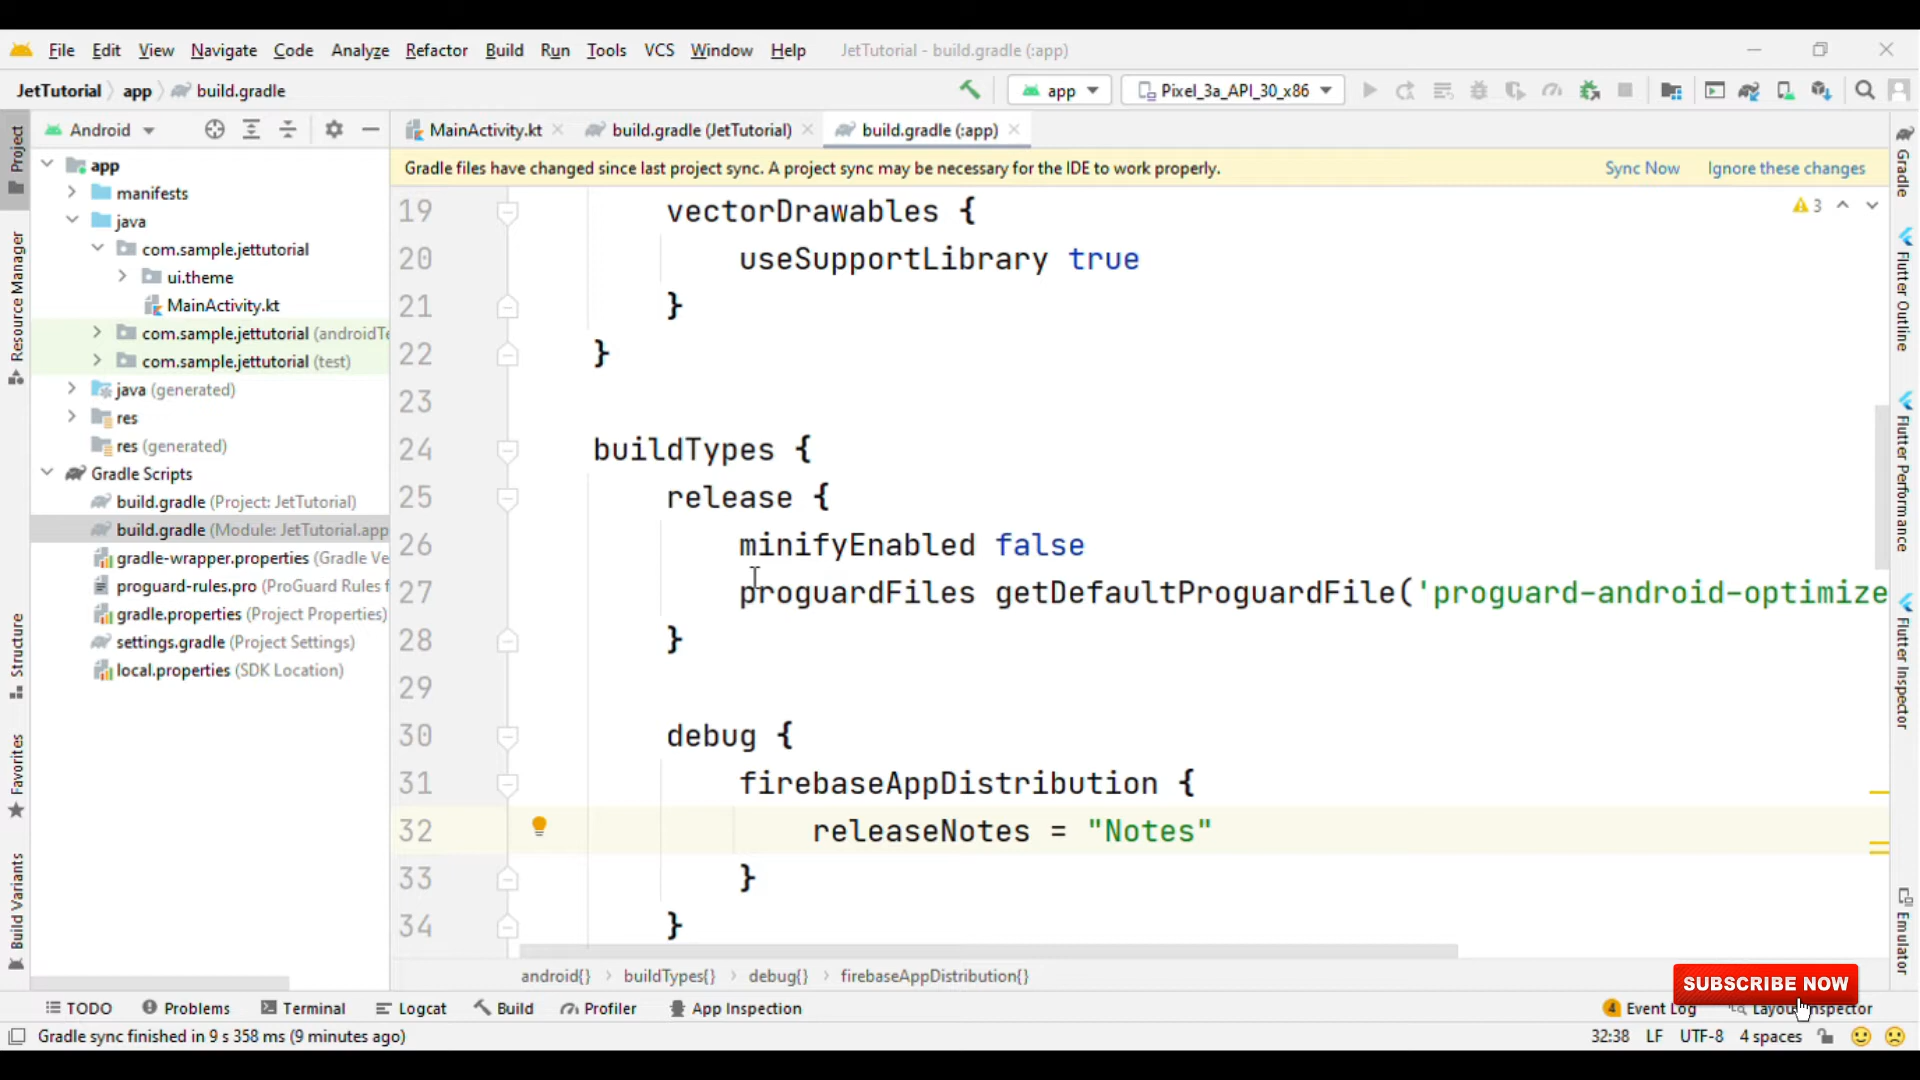 File Edit View Navigate Code Analyze Refactor Build Run Tools VCS Window Help JetTutorial - build.gradle (:app)
JetTutorial app build.gradle app Pixel_3a_API_30_x86
Android MainActivity.kt build.gradle (JetTutorial) build.gradle (:app)
Gradle files have changed since last project sync. A project sync may be necessary for the IDE to work properly. Sync Now Ignore these changes
Project
Resource Manager
Structure
Favorites
Build Variants
app
manifests
java
com.sample.jettutorial
ui.theme
MainActivity.kt
com.sample.jettutorial (androidTe
com.sample.jettutorial (test)
java (generated)
res
res (generated)
Gradle Scripts
build.gradle (Project: JetTutorial)
build.gradle (Module: JetTutorial.app
gradle-wrapper.properties (Gradle Ve
proguard-rules.pro (ProGuard Rules f
gradle.properties (Project Properties)
settings.gradle (Project Settings)
local.properties (SDK Location)
3
19 vectorDrawables {
20 useSupportLibrary true
21 }
22 }
23
24 buildTypes {
25 release {
26 minifyEnabled false
27 proguardFiles getDefaultProguardFile('proguard-android-optimize
28 }
29
30 debug {
31 firebaseAppDistribution {
32 releaseNotes = "Notes"
33 }
34 }
Gradle
Flutter Outline
Flutter Performance
Flutter Inspector
Emulator
android{} buildTypes{} debug{} firebaseAppDistribution{}
SUBSCRIBE NOW
TODO Problems Terminal Logcat Build Profiler App Inspection 4 Event Log Layout Inspector
Gradle sync finished in 9 s 358 ms (9 minutes ago) 32:38 LF UTF-8 4 spaces